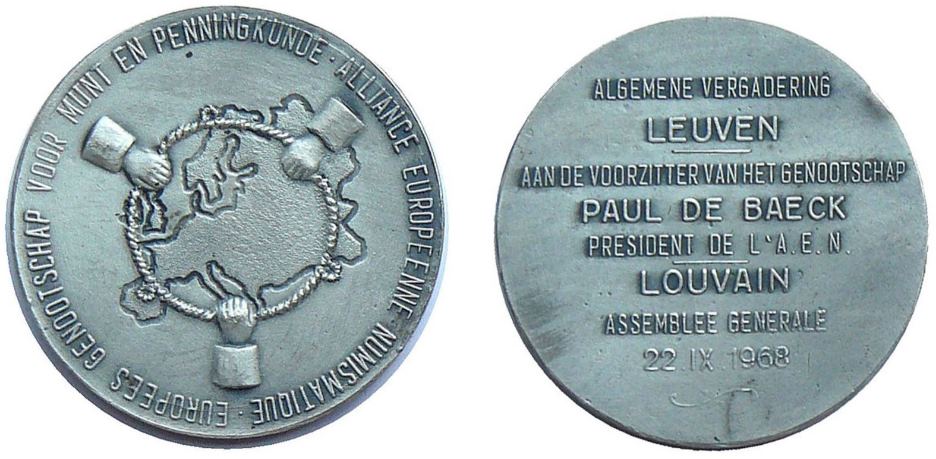 EUROPEES GENOOTSCHAP VOOR MUNT EN PENNINGKUNDE · ALLIANCE EUROPEENNE NUMISMATIQUE ·
ALGEMENE VERGADERING
LEUVEN
AAN DE VOORZITTER VAN HET GENOOTSCHAP
PAUL DE BAECK
PRESIDENT DE L'A.E.N.
LOUVAIN
ASSEMBLEE GENERALE
22.IX.1968